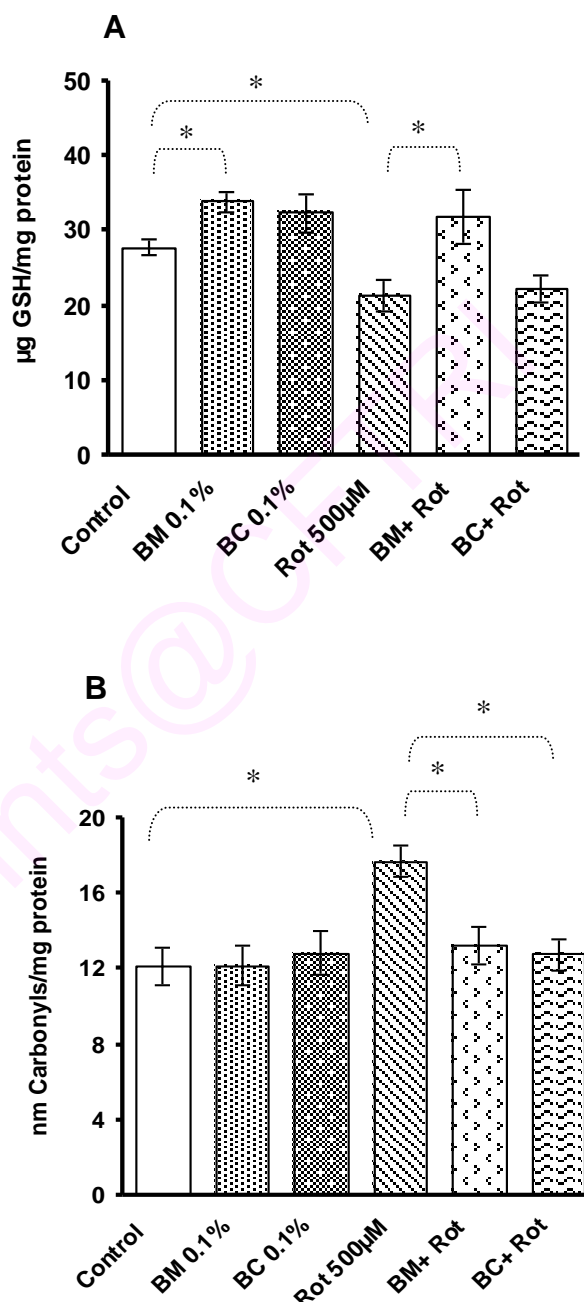 A
µg GSH/mg protein
50
40
30
20
10
0
*
*
*
Control
BM 0.1%
BC 0.1%
Rot 500µM
BM+ Rot
BC+ Rot
B
nm Carbonyls/mg protein
20
16
12
8
4
0
*
*
*
Control
BM 0.1%
BC 0.1%
Rot 500µM
BM+ Rot
BC+ Rot
nts@CFTRI